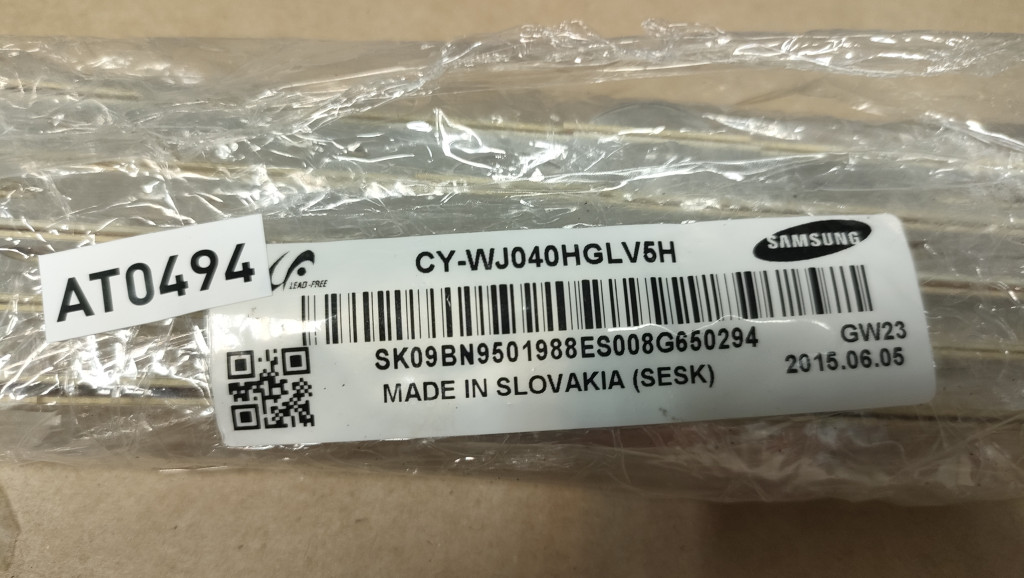 AT0494
LEAD-FREE
CY-WJ040HGLV5H
SAMSUNG
SK09BN9501988ES008G650294
GW23
MADE IN SLOVAKIA (SESK)
2015.06.05